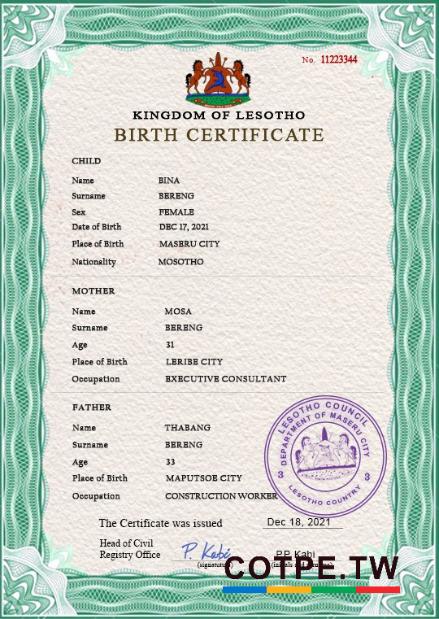 No. 11223344
KINGDOM OF LESOTHO
BIRTH CERTIFICATE
CHILD
Name BINA
Surname BERENG
Sex FEMALE
Date of Birth DEC 17, 2021
Place of Birth MASERU CITY
Nationality MOSOTHO
MOTHER
Name MOSA
Surname BERENG
Age 31
Place of Birth LERIBE CITY
Occupation EXECUTIVE CONSULTANT
FATHER
Name THABANG
Surname BERENG
Age 33
Place of Birth MAPUTSOE CITY
Occupation CONSTRUCTION WORKER
LESOTHO COUNCIL
DEPARTMENT OF MASERU CITY
3 3
LESOTHO COUNTRY
The Certificate was issued Dec 18, 2021
Head of Civil
Registry Office P. Kabi P.P. Kabi
(signature)
COTPE.TW